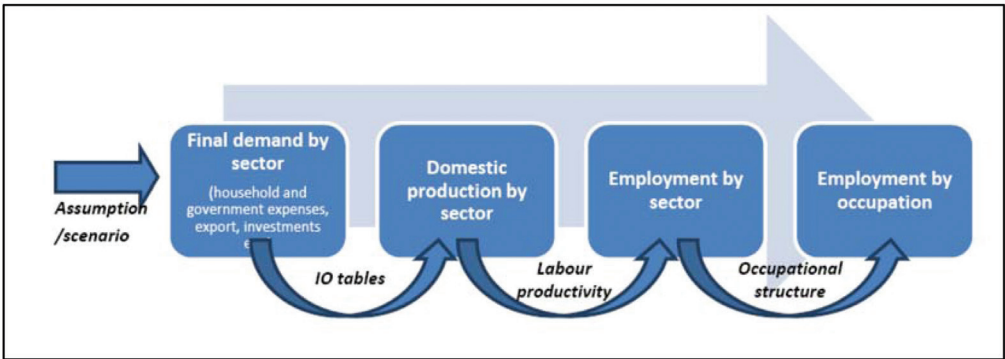 Final demand by
sector
(household and
government expenses,
export, investments
Domestic
production by
sector
Employment by
sector
Employment by
occupation
Assumption
/scenario
IO tables
Labour
productivity
Occupational
structure